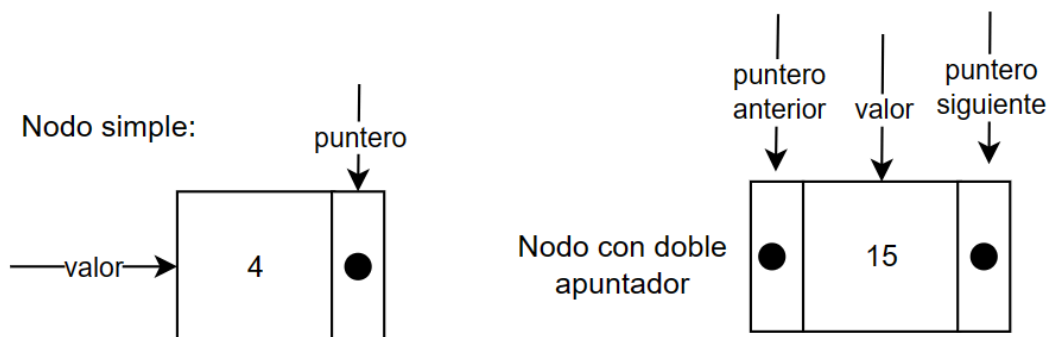 Nodo simple:
puntero
valor
4
puntero
anterior
valor
puntero
siguiente
Nodo con doble
apuntador
15